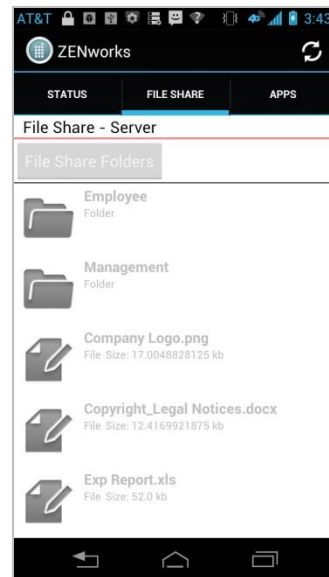 AT&T 4G 3:43
ZENworks
STATUS FILE SHARE APPS
File Share - Server
File Share Folders
Employee
Folder
Management
Folder
Company Logo.png
File Size: 17.0048828125 kb
Copyright_Legal Notices.docx
File Size: 12.4169921875 kb
Exp Report.xls
File Size: 52.0 kb